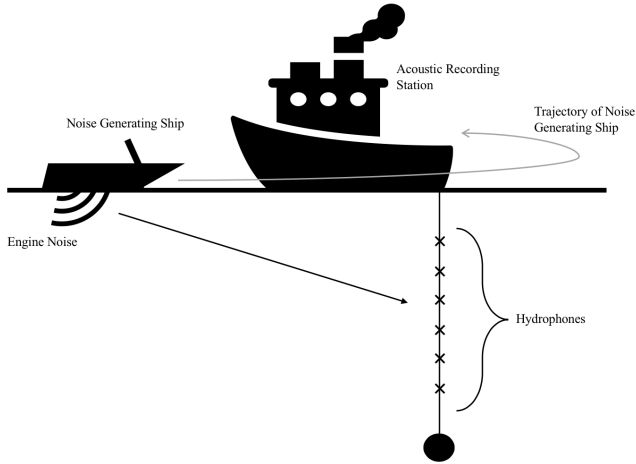 Acoustic Recording
Station
Trajectory of Noise
Generating Ship
Noise Generating Ship
Engine Noise
Hydrophones